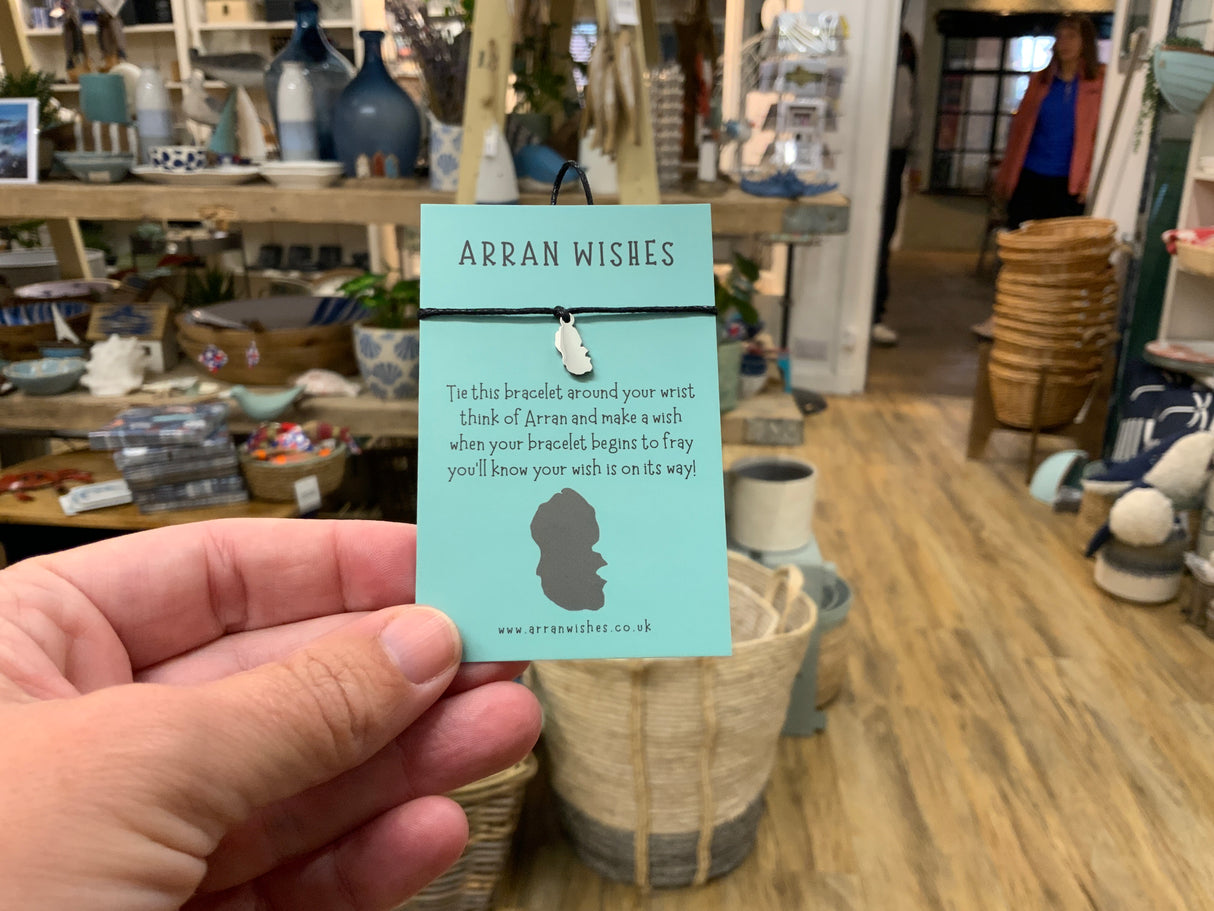 ARRAN WISHES
Tie this bracelet around your wrist
think of Arran and make a wish
when your bracelet begins to fray
you'll know your wish is on its way!
www.arranwishes.co.uk